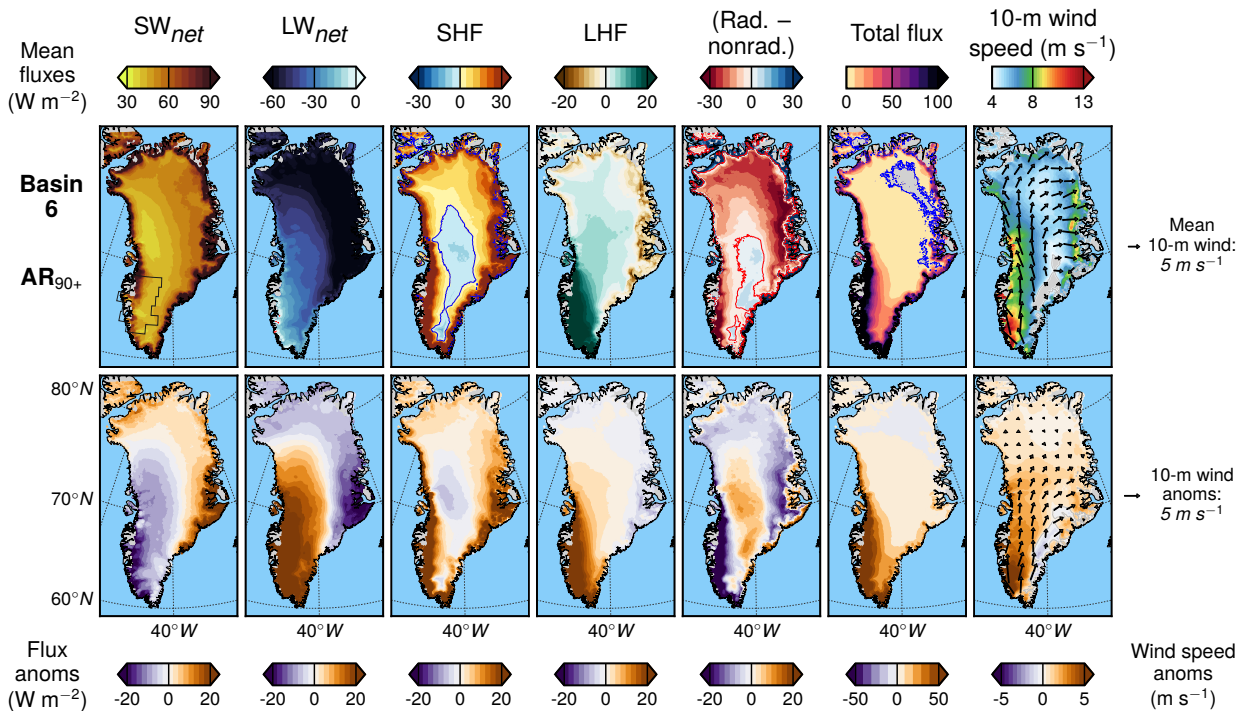 Mean
fluxes
(W m⁻²)
SW_net
LW_net
SHF
LHF
(Rad. –
nonrad.)
Total flux
10-m wind
speed (m s⁻¹)
30 60 90
-60 -30 0
-30 0 30
-20 0 20
-30 0 30
0 50 100
4 8 13
Basin
6
AR90+
Mean
10-m wind:
5 m s⁻¹
80°N
70°N
60°N
10-m wind
anoms:
5 m s⁻¹
40°W 40°W 40°W 40°W 40°W 40°W 40°W
Flux
anoms
(W m⁻²)
-20 0 20
-20 0 20
-20 0 20
-20 0 20
-20 0 20
-50 0 50
-5 0 5
Wind speed
anoms
(m s⁻¹)